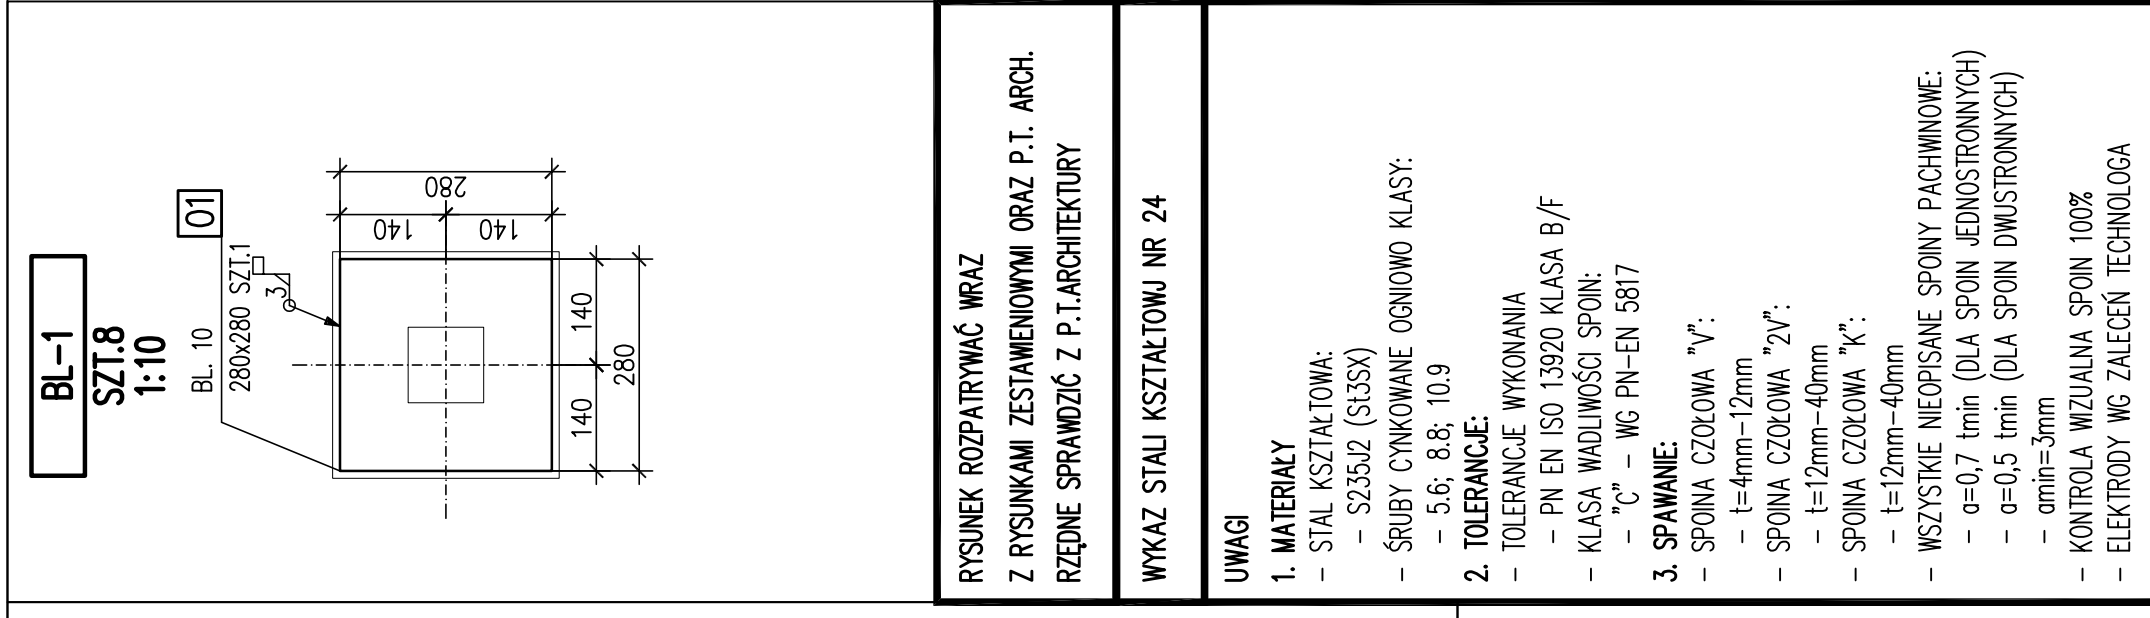 BL-1
SZT.8
1:10
01
BL. 10
280x280 SZT.1
3
280
140
140
140
140
280
RYSUNEK ROZPATRYWAĆ WRAZ
Z RYSUNKAMI ZESTAWIENIOWYMI ORAZ P.T. ARCH.
RZĘDNE SPRAWDZIĆ Z P.T.ARCHITEKTURY
WYKAZ STALI KSZTAŁTOWJ NR 24
UWAGI
1. MATERIAŁY
- STAL KSZTAŁTOWA:
- S235J2 (St3SX)
- ŚRUBY CYNKOWANE OGNIOWO KLASY:
- 5.6; 8.8; 10.9
2. TOLERANCJE:
- TOLERANCJE WYKONANIA
- PN EN ISO 13920 KLASA B/F
- KLASA WADLIWOŚCI SPOIN:
- "C" - WG PN-EN 5817
3. SPAWANIE:
- SPOINA CZOŁOWA "V":
- t=4mm-12mm
- SPOINA CZOŁOWA "2V":
- t=12mm-40mm
- SPOINA CZOŁOWA "K":
- t=12mm-40mm
- WSZYSTKIE NIEOPISANE SPOINY PACHWINOWE:
- a=0,7 tmin (DLA SPOIN JEDNOSTRONNYCH)
- a=0,5 tmin (DLA SPOIN DWUSTRONNYCH)
- amin=3mm
- KONTROLA WIZUALNA SPOIN 100%
- ELEKTRODY WG ZALECEŃ TECHNOLOGA